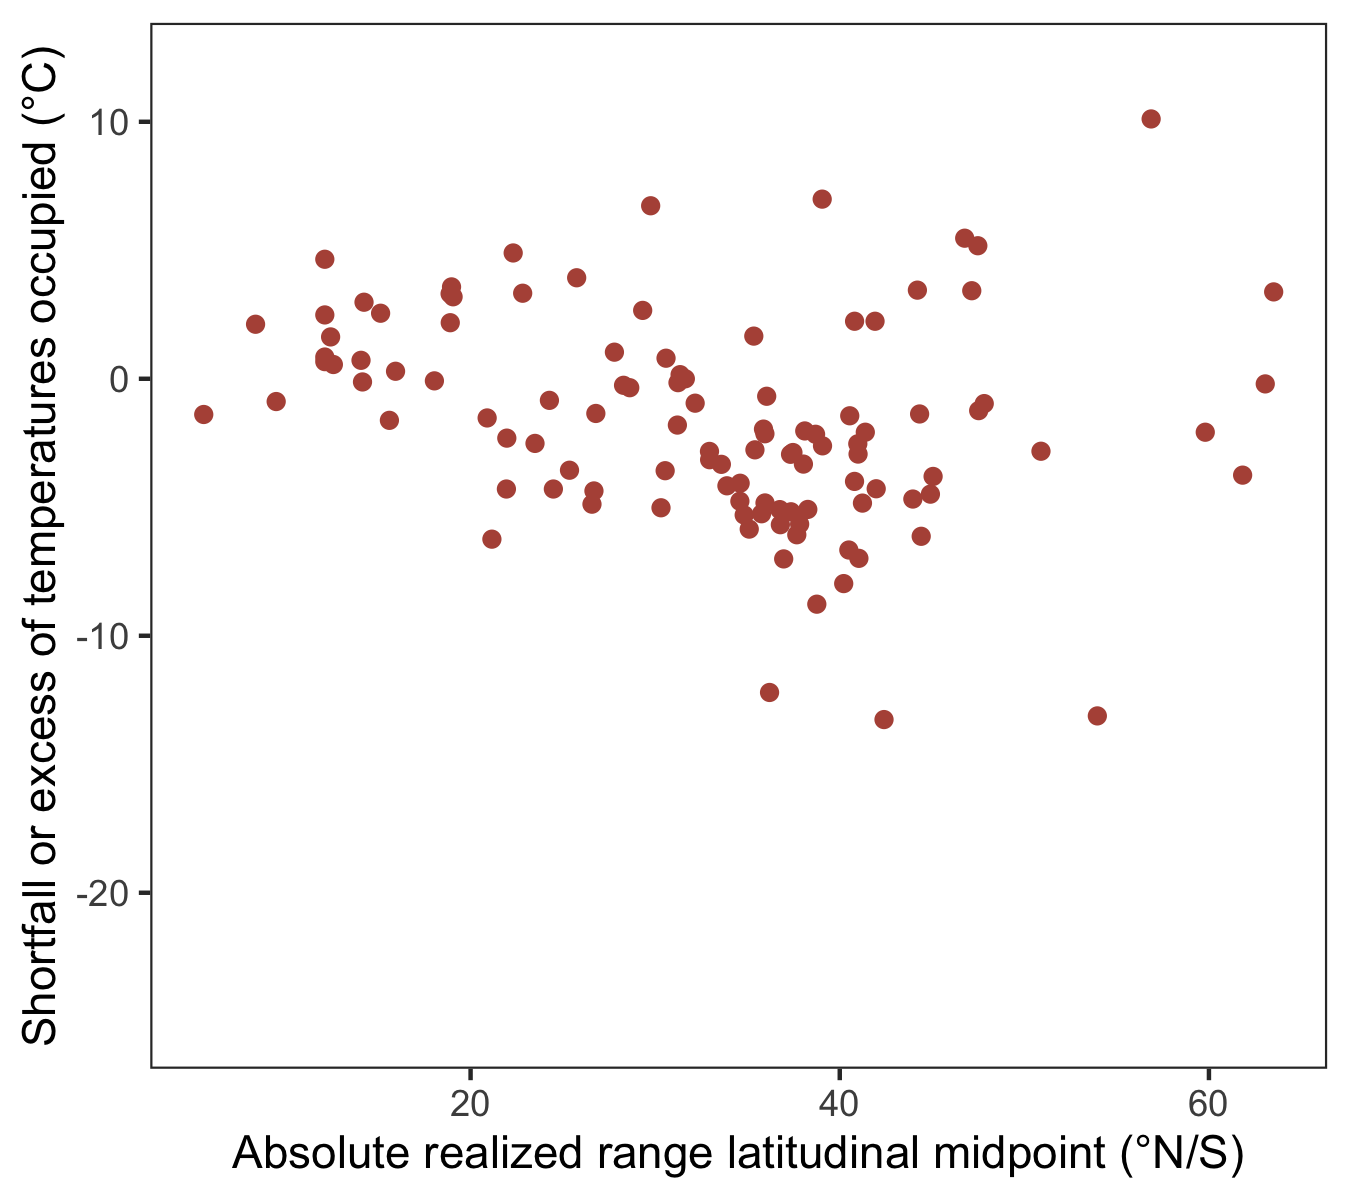 Shortfall or excess of temperatures occupied (°C)
10
0
-10
-20
20 40 60
Absolute realized range latitudinal midpoint (°N/S)